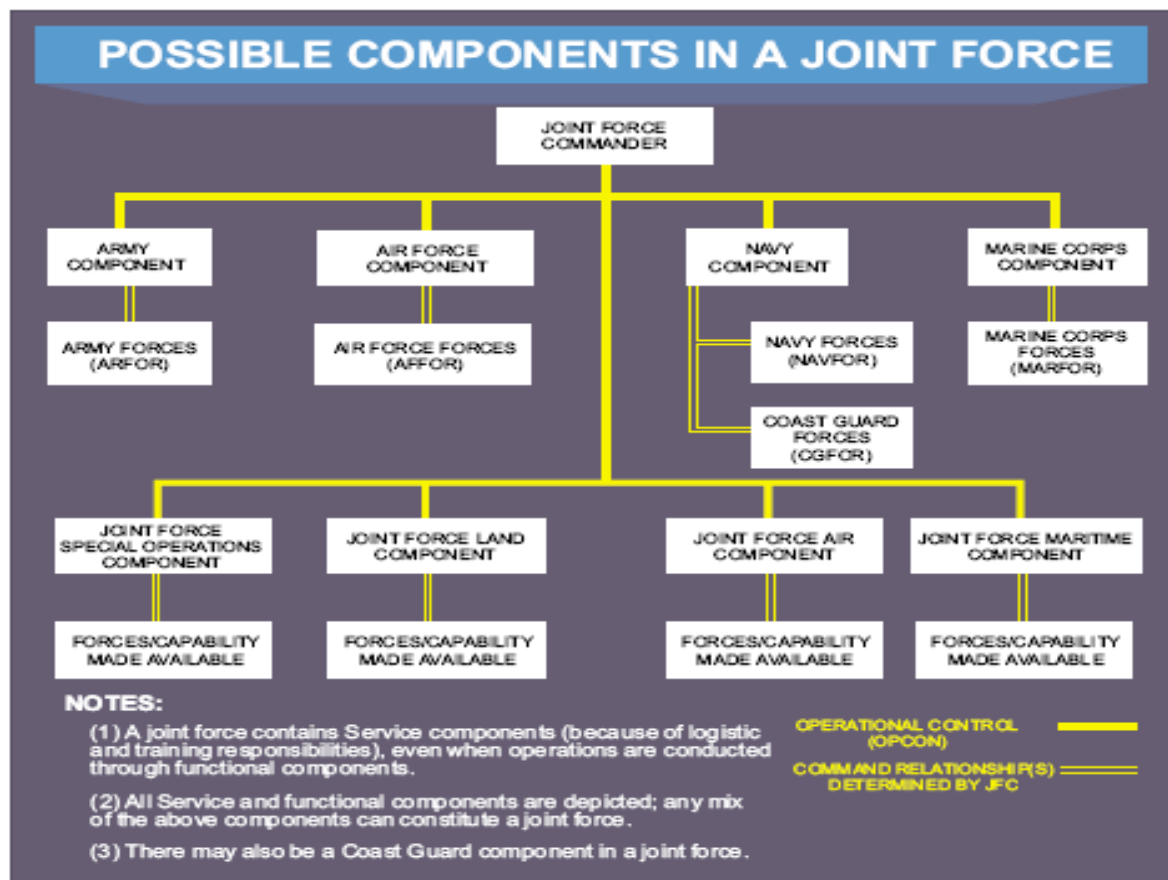 POSSIBLE COMPONENTS IN A JOINT FORCE
JOINT FORCE
COMMANDER
ARMY
COMPONENT
AIR FORCE
COMPONENT
NAVY
COMPONENT
MARINE CORPS
COMPONENT
ARMY FORCES
(ARFOR)
AIR FORCE FORCES
(AFFOR)
NAVY FORCES
(NAVFOR)
MARINE CORPS
FORCES
(MARFOR)
COAST GUARD
FORCES
(CGFOR)
JOINT FORCE
SPECIAL OPERATIONS
COMPONENT
JOINT FORCE LAND
COMPONENT
JOINT FORCE AIR
COMPONENT
JOINT FORCE MARITIME
COMPONENT
FORCES/CAPABILITY
MADE AVAILABLE
FORCES/CAPABILITY
MADE AVAILABLE
FORCES/CAPABILITY
MADE AVAILABLE
FORCES/CAPABILITY
MADE AVAILABLE
NOTES:
(1) A joint force contains Service components (because of logistic
and training responsibilities), even when operations are conducted
through functional components.
(2) All Service and functional components are depicted; any mix
of the above components can constitute a joint force.
(3) There may also be a Coast Guard component in a joint force.
OPERATIONAL CONTROL
(OPCON)
COMMAND RELATIONSHIP(S)
DETERMINED BY JFC